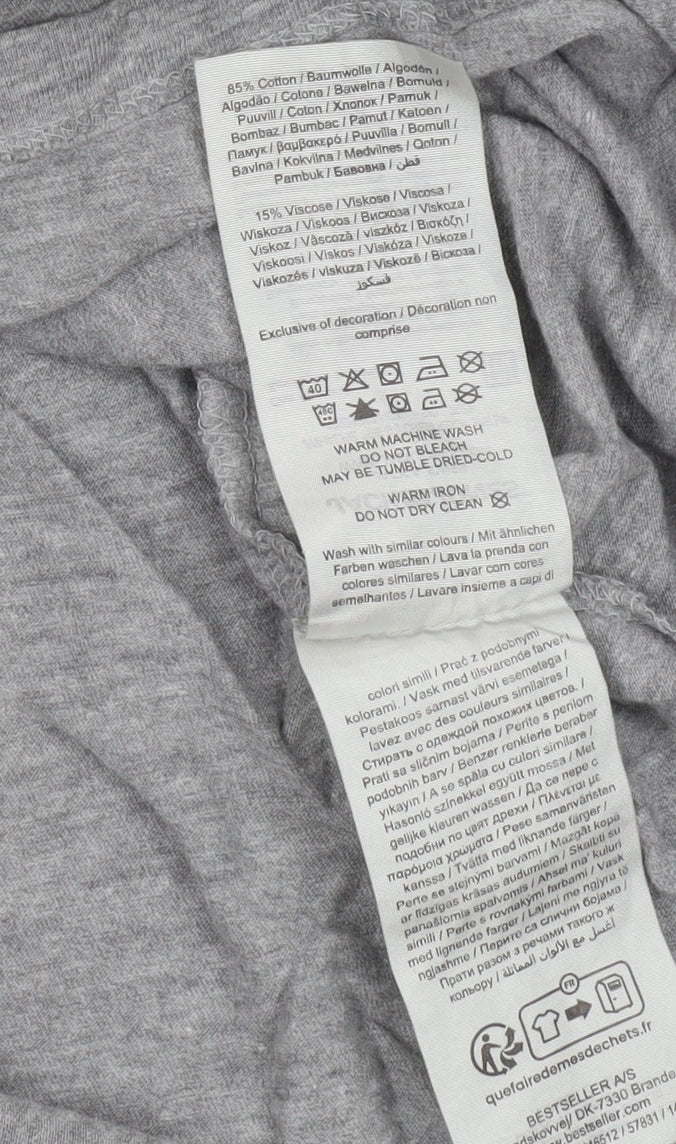 85% Cotton / Baumwolle / Algodón /
Algodão / Cotone / Bawełna / Bomuld /
Puuvill / Coton / Хлопок / Pamuk /
Bombaz / Bumbac / Pamut / Katoen /
Памук / βαμβακερό / Puuvilla / Bomull /
Bavlna / Kokvilna / Medvilnės / Qoton /
Pambuk / Бавовна / قطن
15% Viscose / Viskose / Viscosa /
Wiskoza / Viskoos / Вискоза / Viskoza /
Viskoz / Vâscoză / viszkóz / Βισκόζη /
Viskoosi / Viskos / Viskóza / Viskoze /
Viskozės / viskuza / Viskozë / Віскоза /
فسكوز
Exclusive of decoration / Décoration non
comprise
40
40C
WARM MACHINE WASH
DO NOT BLEACH
MAY BE TUMBLE DRIED-COLD
WARM IRON
DO NOT DRY CLEAN
Wash with similar colours / Mit ähnlichen
Farben waschen / Lava la prenda con
colores similares / Lavar com cores
semelhantes / Lavare insieme a capi di
colori simili / Prać z podobnymi
kolorami. / Vask med tilsvarende farver /
Pestakoos samast värvi esemetega /
lavez avec des couleurs similaires /
Стирать с одеждой похожих цветов. /
Prati sa sličnim bojama / Perite s perilom
podobnih barv / Benzer renklerle beraber
yıkayın / A se spăla cu culori similare /
Hasonló színekkel együtt mossa / Met
gelijke kleuren wassen / Да се пере с
подобни по цвят дрехи / Πλένεται με
παρόμοια χρώματα / Pese samanväristen
kanssa / Tvätta med liknande färger /
Perte se stejnými barvami / Mazgāt kopā
ar līdzīgas krāsas audumiem / Skalbti su
panašiomis spalvomis / Ahsel ma' kuluri
simili / Perte s rovnakými farbami / Vask
med lignende farger / Lajeni me ngjyra të
ngjashme / Перите са слични бојама /
Прати разом з речами такого ж
кольору / اغسل مع الألوان المماثلة
FR
quefairedemesdechets.fr
BESTSELLER A/S
DK-7330 Brande
.bestseller.com
512 / 57831 /